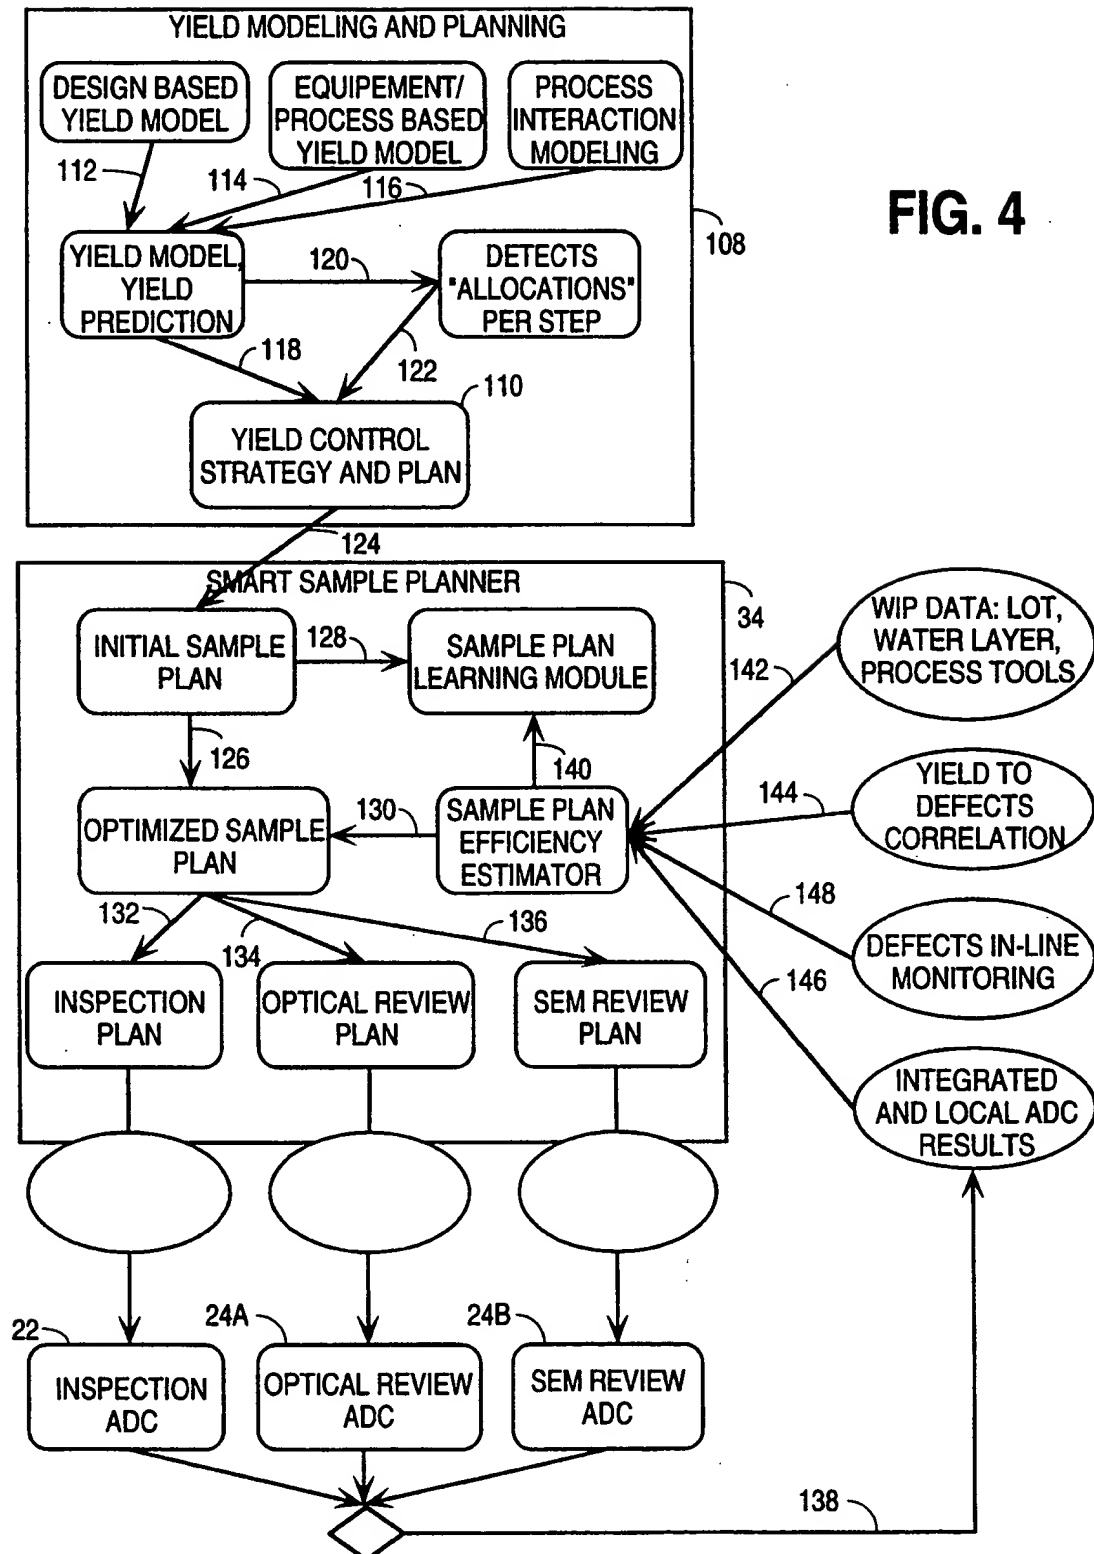 YIELD MODELING AND PLANNING
DESIGN BASED
YIELD MODEL
EQUIPEMENT/
PROCESS BASED
YIELD MODEL
PROCESS
INTERACTION
MODELING
112
114
116
FIG. 4
108
YIELD MODEL,
YIELD
PREDICTION
120
DETECTS
"ALLOCATIONS"
PER STEP
118
122
110
YIELD CONTROL
STRATEGY AND PLAN
124
SMART SAMPLE PLANNER
34
INITIAL SAMPLE
PLAN
128
SAMPLE PLAN
LEARNING MODULE
142
WIP DATA: LOT,
WATER LAYER,
PROCESS TOOLS
126
140
OPTIMIZED SAMPLE
PLAN
130
SAMPLE PLAN
EFFICIENCY
ESTIMATOR
144
YIELD TO
DEFECTS
CORRELATION
132
134
136
148
DEFECTS IN-LINE
MONITORING
146
INSPECTION
PLAN
OPTICAL REVIEW
PLAN
SEM REVIEW
PLAN
INTEGRATED
AND LOCAL ADC
RESULTS
22
24A
24B
INSPECTION
ADC
OPTICAL REVIEW
ADC
SEM REVIEW
ADC
138